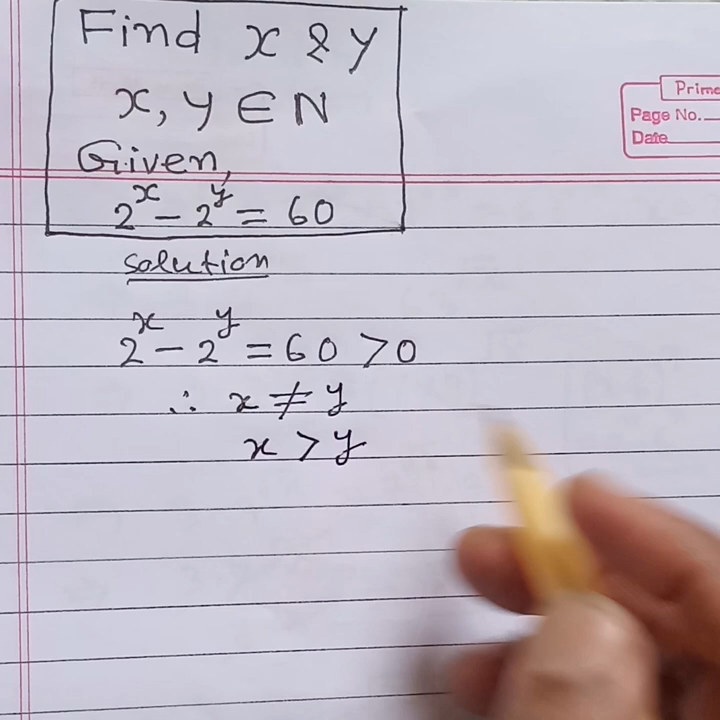 Find x & y
x, y ∈ N
Given,
2^x - 2^y = 60
Prime
Page No.
Date
solution
2^x - 2^y = 60 > 0
∴ x ≠ y
x > y